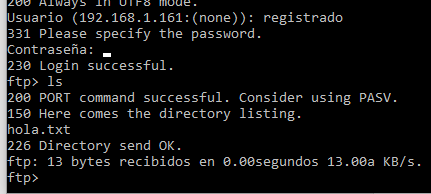 200 Always in UTF8 mode.
Usuario (192.168.1.161:(none)): registrado
331 Please specify the password.
Contraseña:
230 Login successful.
ftp> ls
200 PORT command successful. Consider using PASV.
150 Here comes the directory listing.
hola.txt
226 Directory send OK.
ftp: 13 bytes recibidos en 0.00segundos 13.00a KB/s.
ftp>